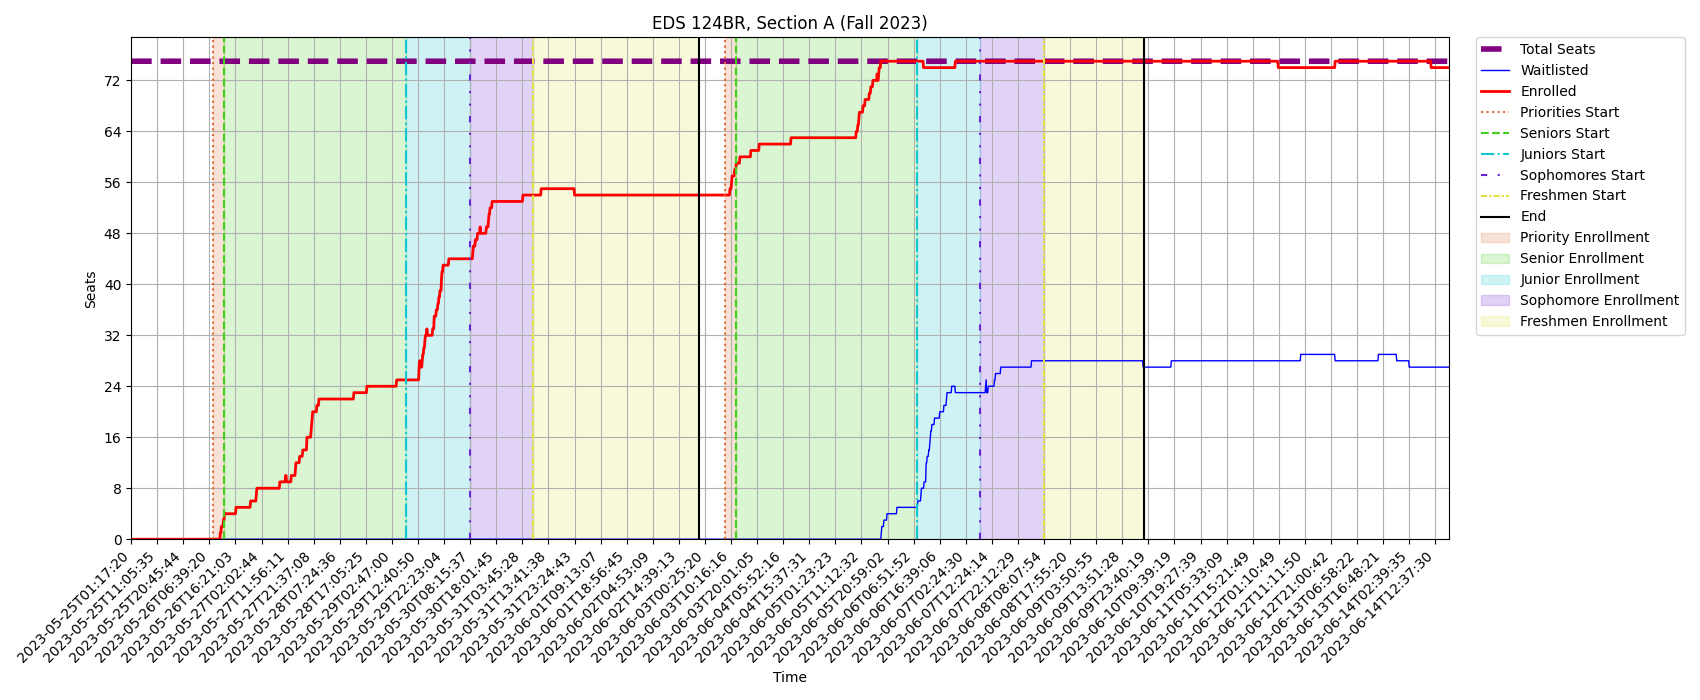 EDS 124BR, Section A (Fall 2023)
Seats
72
64
56
48
40
32
24
16
8
0
2023-05-25T01:17:20
2023-05-25T11:05:35
2023-05-25T20:45:44
2023-05-26T06:39:20
2023-05-26T16:21:03
2023-05-27T02:02:44
2023-05-27T11:56:11
2023-05-27T21:37:08
2023-05-28T07:24:36
2023-05-28T17:05:25
2023-05-29T02:47:00
2023-05-29T12:40:50
2023-05-29T22:23:04
2023-05-30T08:15:37
2023-05-30T18:01:45
2023-05-31T03:45:28
2023-05-31T13:41:38
2023-05-31T23:24:43
2023-06-01T09:13:07
2023-06-01T18:56:45
2023-06-02T04:53:09
2023-06-02T14:39:13
2023-06-03T00:25:20
2023-06-03T10:16:16
2023-06-03T20:01:05
2023-06-04T05:52:16
2023-06-04T15:37:31
2023-06-05T01:23:23
2023-06-05T11:12:32
2023-06-05T20:59:02
2023-06-06T06:51:52
2023-06-06T16:39:06
2023-06-07T02:24:30
2023-06-07T12:24:14
2023-06-07T22:12:29
2023-06-08T08:07:54
2023-06-08T17:55:20
2023-06-09T03:50:55
2023-06-09T13:51:28
2023-06-09T23:40:19
2023-06-10T09:39:19
2023-06-10T19:27:39
2023-06-11T05:33:09
2023-06-11T15:21:49
2023-06-12T01:10:49
2023-06-12T11:11:50
2023-06-12T21:00:42
2023-06-13T06:58:22
2023-06-13T16:48:21
2023-06-14T02:39:35
2023-06-14T12:37:30
Time
Total Seats
Waitlisted
Enrolled
Priorities Start
Seniors Start
Juniors Start
Sophomores Start
Freshmen Start
End
Priority Enrollment
Senior Enrollment
Junior Enrollment
Sophomore Enrollment
Freshmen Enrollment